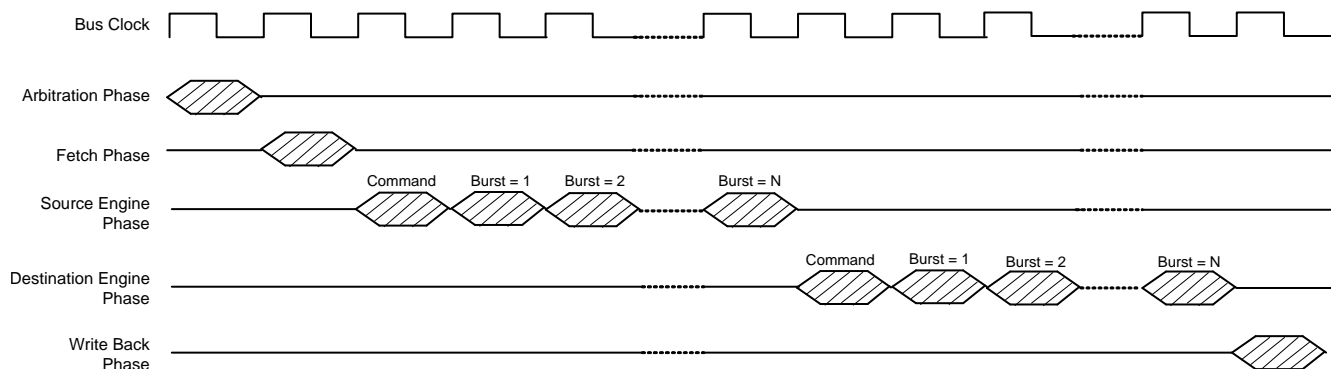 Bus Clock
Arbitration Phase
Fetch Phase
Command Burst = 1 Burst = 2 Burst = N
Source Engine
Phase
Command Burst = 1 Burst = 2 Burst = N
Destination Engine
Phase
Write Back
Phase